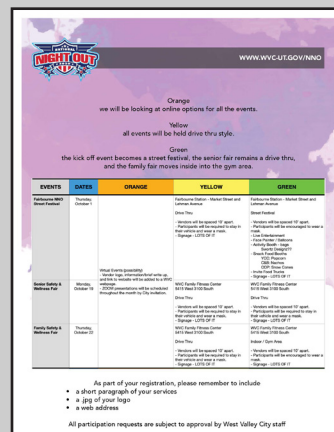 NATIONAL
NIGHT OUT
WWW.WVC-UT.GOV/NNO
Orange
we will be looking at online options for all the events.
Yellow
all events will be held drive thru style.
Green
the kick off event becomes a street festival, the senior fair remains a drive thru,
and the family fair moves inside into the gym area.
EVENTS DATES ORANGE YELLOW GREEN
Fairbourne NNO
Street Festival
Thursday,
October 1
Virtual Events (possibility)
- Vendor logo, information/brief write up,
and link to website will be added to a WVC
webpage.
- ZOOM presentations will be scheduled
throughout the month by City invitation.
Fairbourne Station - Market Street and
Lehman Avenue
Drive Thru
- Vendors will be spaced 10' apart.
- Participants will be required to stay in
their vehicle and wear a mask.
- Signage - LOTS OF IT
Fairbourne Station - Market Street and
Lehman Avenue
Street Festival
- Vendors will be spaced 10' apart.
- Participants will be encouraged to wear a
mask.
- Live Entertainment
- Face Painter / Balloons
- Activity Booth - bags
- Snack Food Booths
- Invite Food Trucks
- Signage - LOTS OF IT
Senior Safety &
Wellness Fair
Monday,
October 19
WVC Family Fitness Center
5415 West 3100 South
Drive Thru
- Vendors will be spaced 10' apart.
- Participants will be required to stay in
their vehicle and wear a mask.
- Signage - LOTS OF IT
WVC Family Fitness Center
5415 West 3100 South
Drive Thru
- Vendors will be spaced 10' apart.
- Participants will be required to stay in
their vehicle and wear a mask.
- Signage - LOTS OF IT
Family Safety &
Wellness Fair
Thursday,
October 22
WVC Family Fitness Center
5415 West 3100 South
Drive Thru
- Vendors will be spaced 10' apart.
- Participants will be required to stay in
their vehicle and wear a mask.
- Signage - LOTS OF IT
WVC Family Fitness Center
5415 West 3100 South
Indoor / Gym Area
- Vendors will be spaced 10' apart.
- Participants will be encouraged to wear a
mask.
- Signage - LOTS OF IT
As part of your registration, please remember to include
• a short paragraph of your services
• a .jpg of your logo
• a web address
All participation requests are subject to approval by West Valley City staff